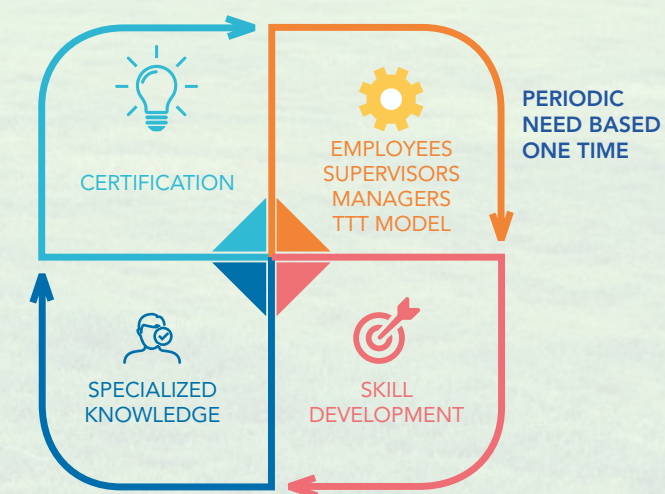 CERTIFICATION
EMPLOYEES
SUPERVISORS
MANAGERS
TTT MODEL
PERIODIC
NEED BASED
ONE TIME
SPECIALIZED
KNOWLEDGE
SKILL
DEVELOPMENT